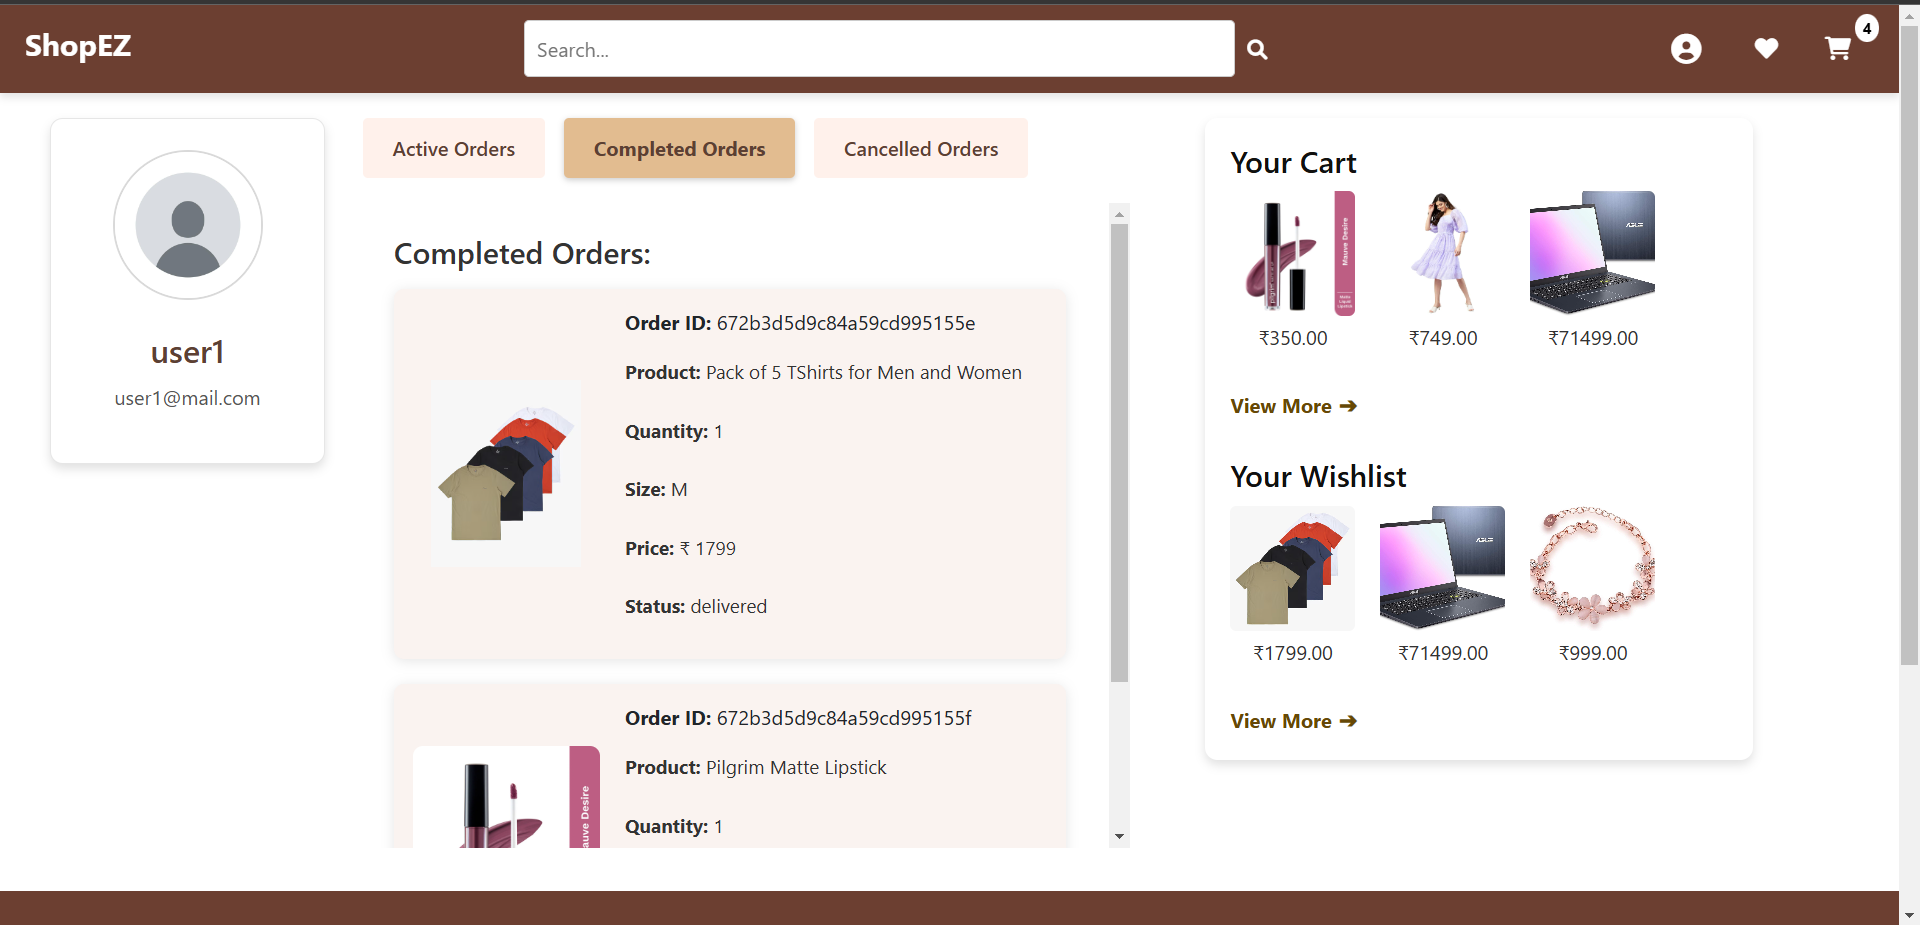 ShopEZ
Search...
4
user1
user1@mail.com
Active Orders
Completed Orders
Cancelled Orders
Completed Orders:
Order ID: 672b3d5d9c84a59cd995155e
Product: Pack of 5 TShirts for Men and Women
Quantity: 1
Size: M
Price: ₹ 1799
Status: delivered
Order ID: 672b3d5d9c84a59cd995155f
Product: Pilgrim Matte Lipstick
Quantity: 1
Your Cart
Mauve Desire
₹350.00
₹749.00
₹71499.00
View More ➔
Your Wishlist
₹1799.00
₹71499.00
₹999.00
View More ➔